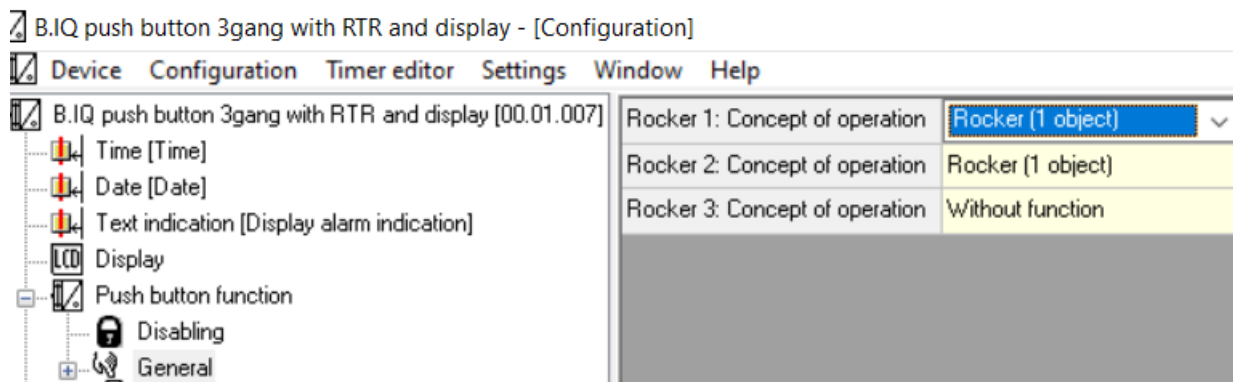 B.IQ push button 3gang with RTR and display - [Configuration]
Device Configuration Timer editor Settings Window Help
B.IQ push button 3gang with RTR and display [00.01.007]
Time [Time]
Date [Date]
Text indication [Display alarm indication]
LCD Display
Push button function
Disabling
General
Rocker 1: Concept of operation Rocker (1 object)
Rocker 2: Concept of operation Rocker (1 object)
Rocker 3: Concept of operation Without function